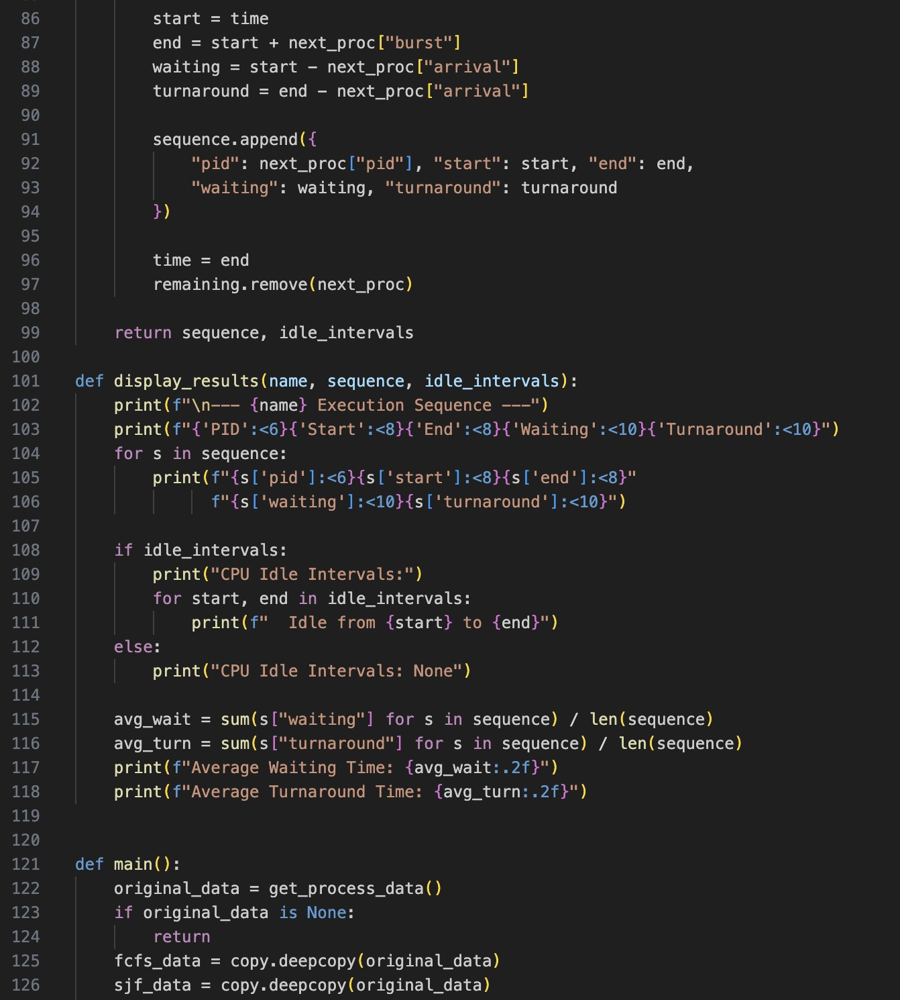 86 start = time
87 end = start + next_proc["burst"]
88 waiting = start - next_proc["arrival"]
89 turnaround = end - next_proc["arrival"]
90
91 sequence.append({
92 "pid": next_proc["pid"], "start": start, "end": end,
93 "waiting": waiting, "turnaround": turnaround
94 })
95
96 time = end
97 remaining.remove(next_proc)
98
99 return sequence, idle_intervals
100
101 def display_results(name, sequence, idle_intervals):
102 print(f"\n--- {name} Execution Sequence ---")
103 print(f"{'PID':<6}{'Start':<8}{'End':<8}{'Waiting':<10}{'Turnaround':<10}")
104 for s in sequence:
105 print(f"{s['pid']:<6}{s['start']:<8}{s['end']:<8}"
106 f"{s['waiting']:<10}{s['turnaround']:<10}")
107
108 if idle_intervals:
109 print("CPU Idle Intervals:")
110 for start, end in idle_intervals:
111 print(f"  Idle from {start} to {end}")
112 else:
113 print("CPU Idle Intervals: None")
114
115 avg_wait = sum(s["waiting"] for s in sequence) / len(sequence)
116 avg_turn = sum(s["turnaround"] for s in sequence) / len(sequence)
117 print(f"Average Waiting Time: {avg_wait:.2f}")
118 print(f"Average Turnaround Time: {avg_turn:.2f}")
119
120
121 def main():
122 original_data = get_process_data()
123 if original_data is None:
124 return
125 fcfs_data = copy.deepcopy(original_data)
126 sjf_data = copy.deepcopy(original_data)